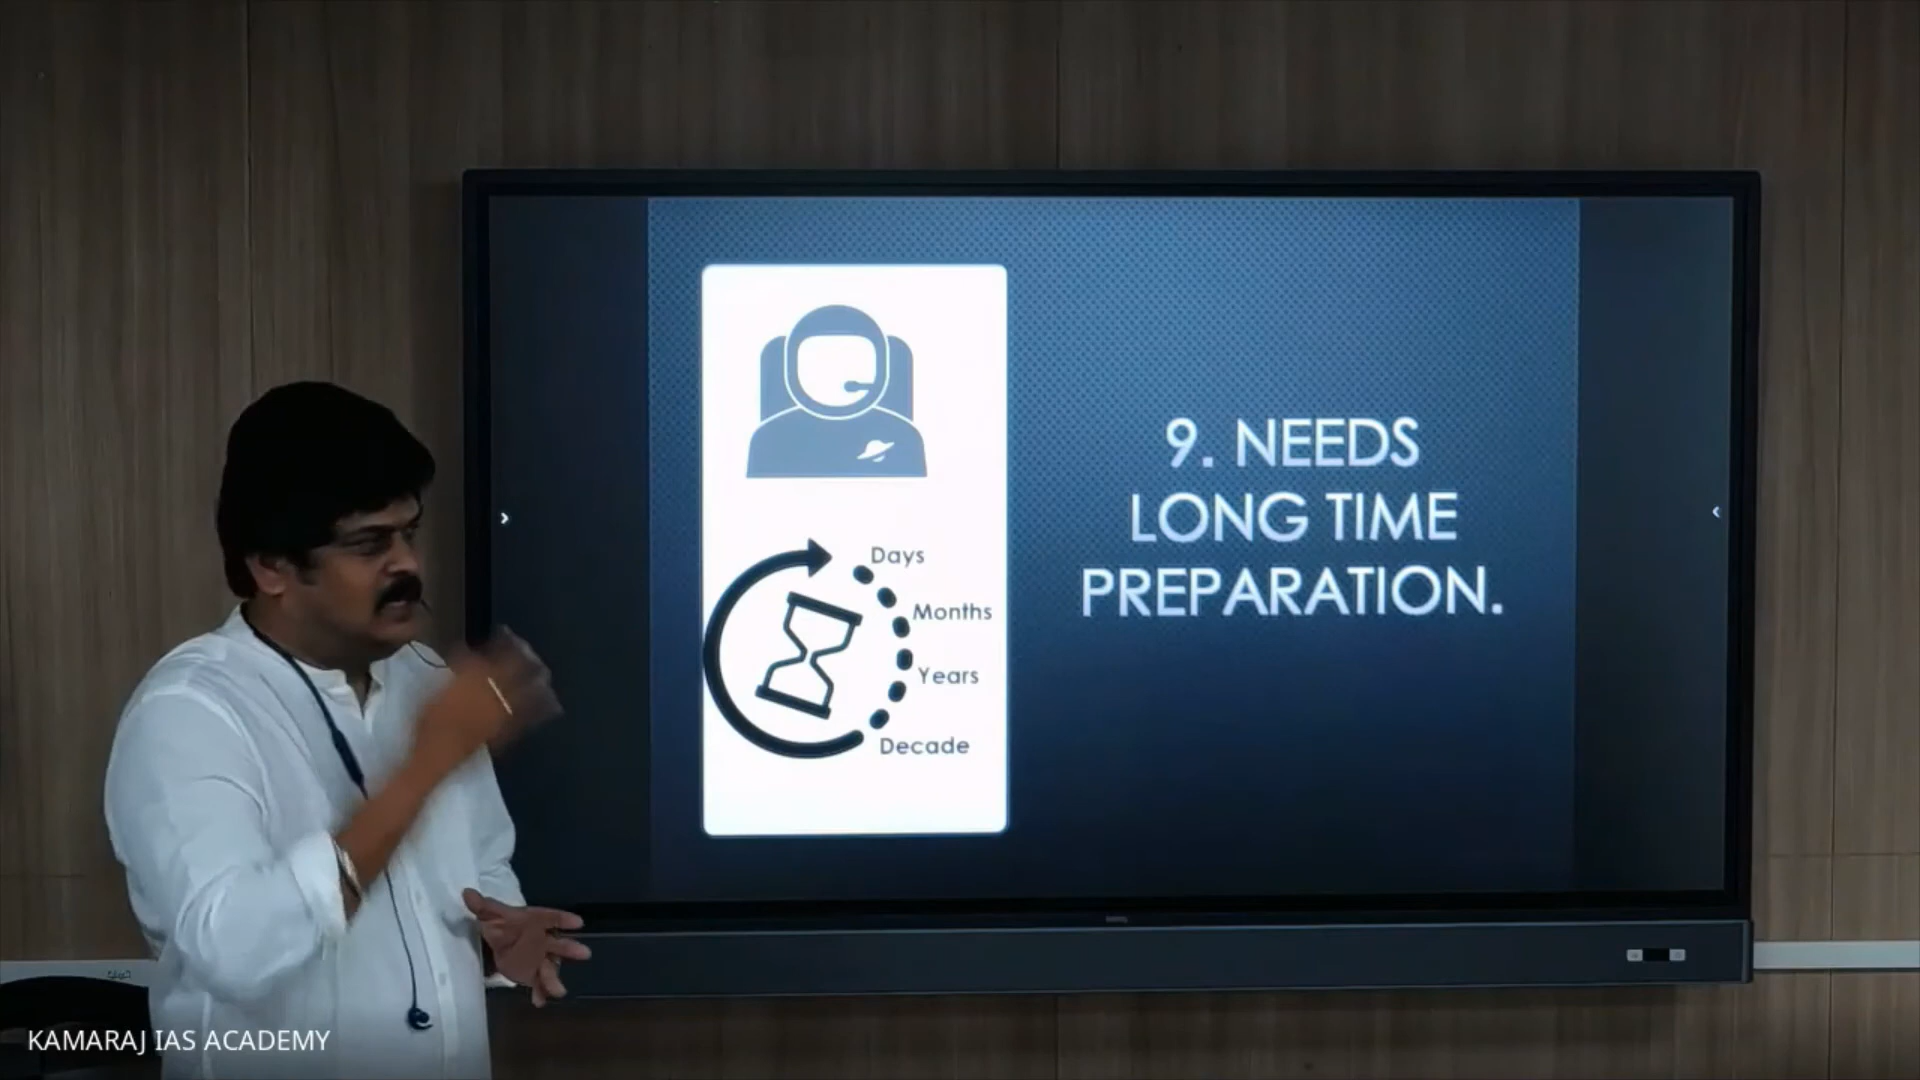 9. NEEDS
LONG TIME
PREPARATION.
Days
Months
Years
Decade
KAMARAJ IAS ACADEMY